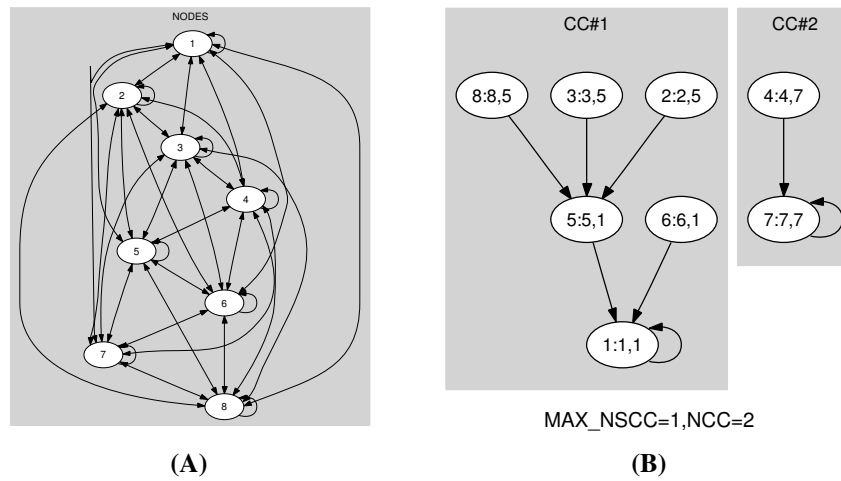 NODES
1
2
3
4
5
6
7
8
(A)
CC#1
8:8,5 3:3,5 2:2,5
5:5,1 6:6,1
1:1,1
CC#2
4:4,7
7:7,7
MAX_NSCC=1,NCC=2
(B)